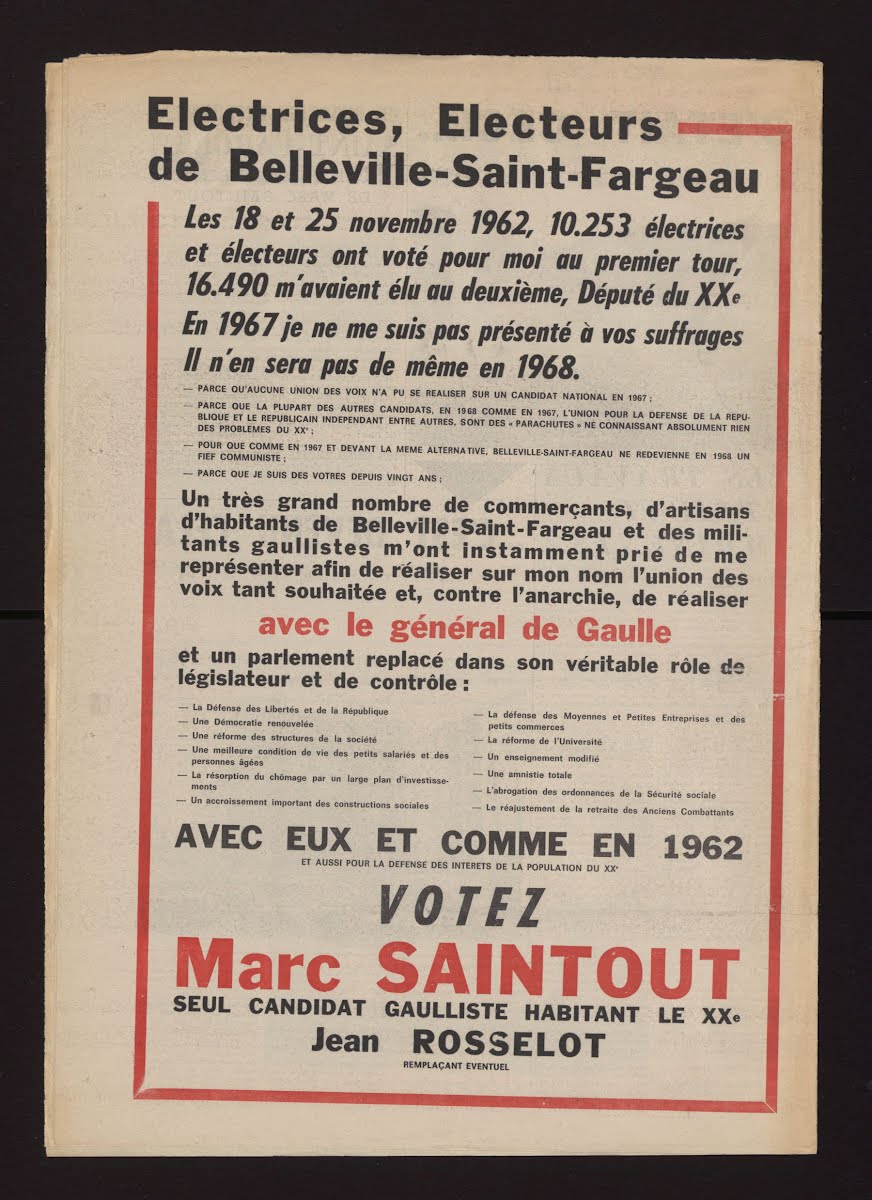 Electrices, Electeurs
de Belleville-Saint-Fargeau
Les 18 et 25 novembre 1962, 10.253 électrices
et électeurs ont voté pour moi au premier tour,
16.490 m'avaient élu au deuxième, Député du XXe
En 1967 je ne me suis pas présenté à vos suffrages
Il n'en sera pas de même en 1968.
— PARCE QU'AUCUNE UNION DES VOIX N'A PU SE REALISER SUR UN CANDIDAT NATIONAL EN 1967 ;
— PARCE QUE LA PLUPART DES AUTRES CANDIDATS, EN 1968 COMME EN 1967, L'UNION POUR LA DEFENSE DE LA REPU-
BLIQUE ET LE REPUBLICAIN INDEPENDANT ENTRE AUTRES, SONT DES « PARACHUTES » NE CONNAISSANT ABSOLUMENT RIEN
DES PROBLEMES DU XXe ;
— POUR QUE COMME EN 1967 ET DEVANT LA MEME ALTERNATIVE, BELLEVILLE-SAINT-FARGEAU NE REDEVIENNE EN 1968 UN
FIEF COMMUNISTE ;
— PARCE QUE JE SUIS DES VOTRES DEPUIS VINGT ANS ;
Un très grand nombre de commerçants, d'artisans
d'habitants de Belleville-Saint-Fargeau et des mili-
tants gaullistes m'ont instamment prié de me
représenter afin de réaliser sur mon nom l'union des
voix tant souhaitée et, contre l'anarchie, de réaliser
avec le général de Gaulle
et un parlement replacé dans son véritable rôle de
législateur et de contrôle :
— La Défense des Libertés et de la République
— Une Démocratie renouvelée
— Une réforme des structures de la société
— Une meilleure condition de vie des petits salariés et des
personnes âgées
— La résorption du chômage par un large plan d'investisse-
ments
— Un accroissement important des constructions sociales
— La défense des Moyennes et Petites Entreprises et des
petits commerces
— La réforme de l'Université
— Un enseignement modifié
— Une amnistie totale
— L'abrogation des ordonnances de la Sécurité sociale
— Le réajustement de la retraite des Anciens Combattants
AVEC EUX ET COMME EN 1962
ET AUSSI POUR LA DEFENSE DES INTERETS DE LA POPULATION DU XXe
VOTEZ
Marc SAINTOUT
SEUL CANDIDAT GAULLISTE HABITANT LE XXe
Jean ROSSELOT
REMPLAÇANT EVENTUEL